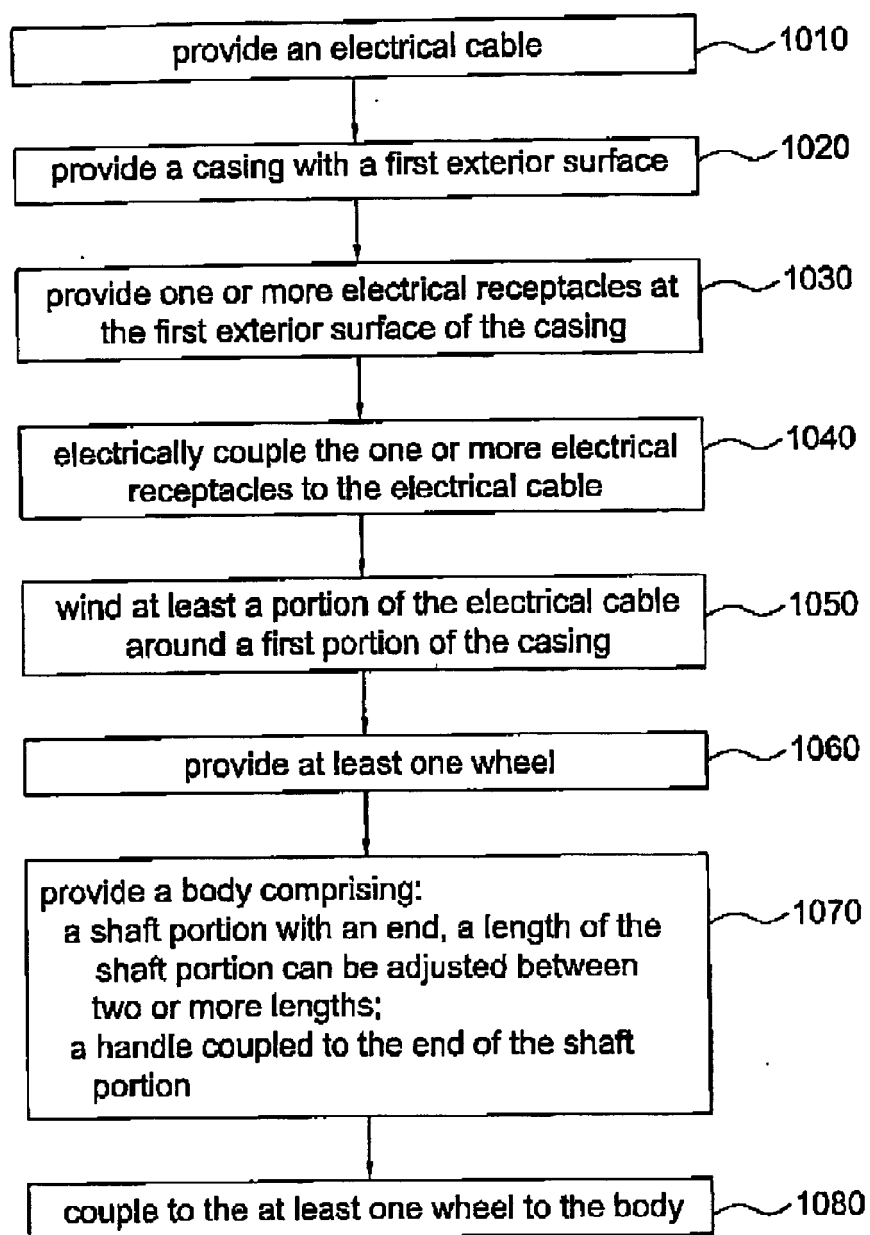 provide an electrical cable 1010
provide a casing with a first exterior surface 1020
provide one or more electrical receptacles at 1030
the first exterior surface of the casing
electrically couple the one or more electrical 1040
receptacles to the electrical cable
wind at least a portion of the electrical cable 1050
around a first portion of the casing
provide at least one wheel 1060
provide a body comprising:
a shaft portion with an end, a length of the 1070
shaft portion can be adjusted between
two or more lengths;
a handle coupled to the end of the shaft
portion
couple to the at least one wheel to the body 1080